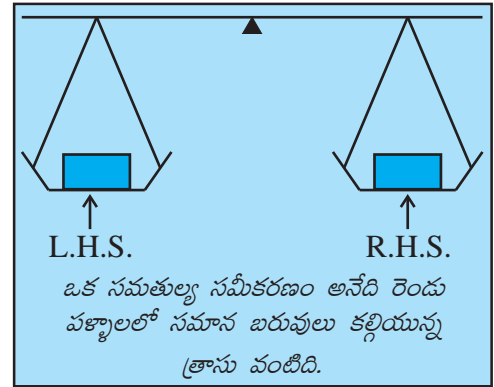 L.H.S. R.H.S.
ఒక సమతుల్య సమీకరణం అనేది రెండు
పళ్ళాలలో సమాన బరువులు కల్గియున్న
త్రాసు వంటిది.